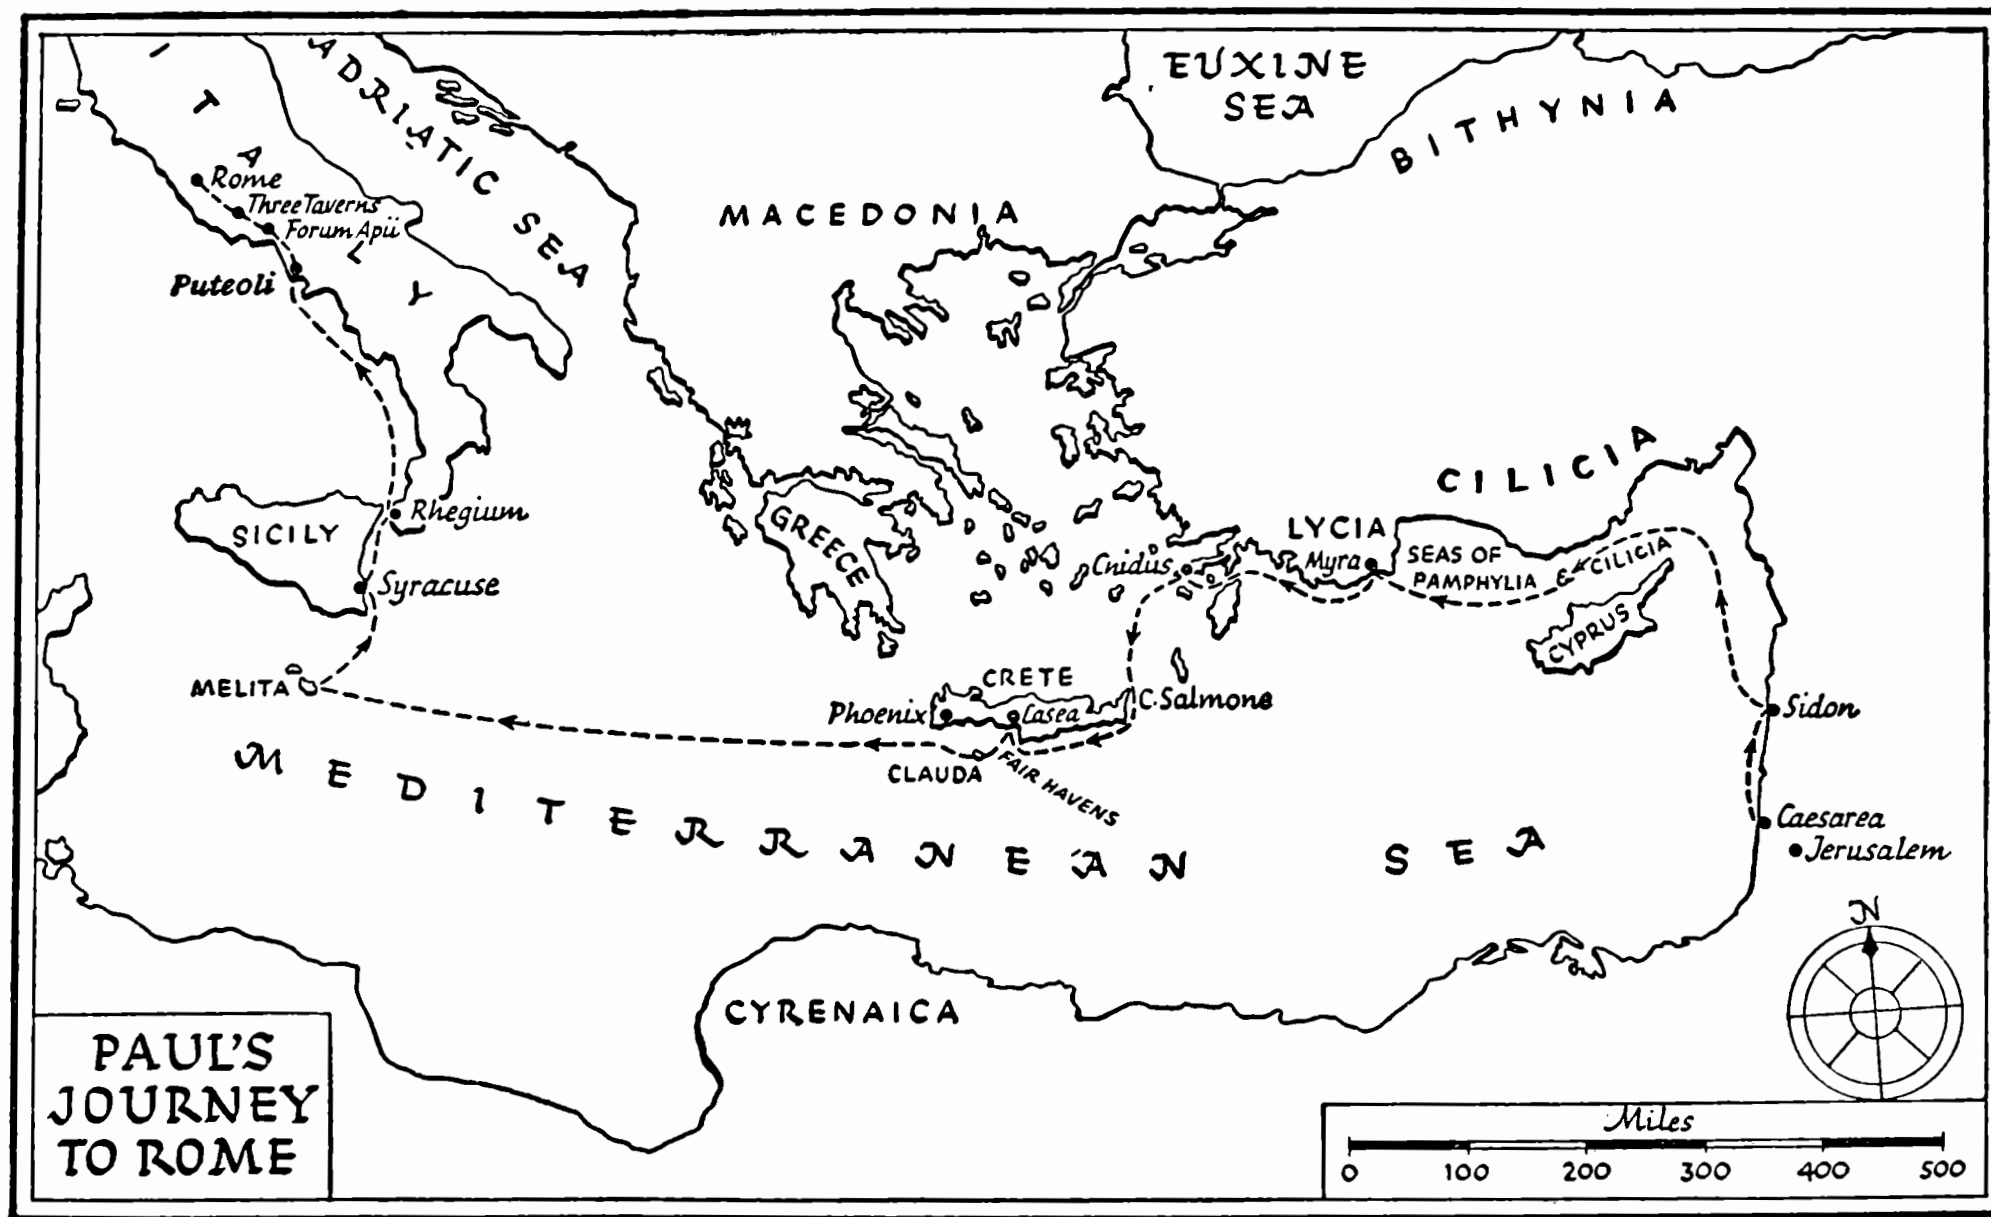 ITALY
ADRIATIC SEA
EUXINE
SEA
BITHYNIA
Rome
Three Taverns
Forum Apii
Puteoli
MACEDONIA
CILICIA
SICILY
Rhegium
Syracuse
GREECE
Cnidus
LYCIA
Myra
SEAS OF
PAMPHYLIA & CILICIA
CYPRUS
MELITA
CRETE
Phoenix
Lasea
C. Salmone
Sidon
CLAUDA
FAIR HAVENS
MEDITERRANEAN SEA
Caesarea
Jerusalem
N
CYRENAICA
PAUL'S
JOURNEY
TO ROME
Miles
0 100 200 300 400 500